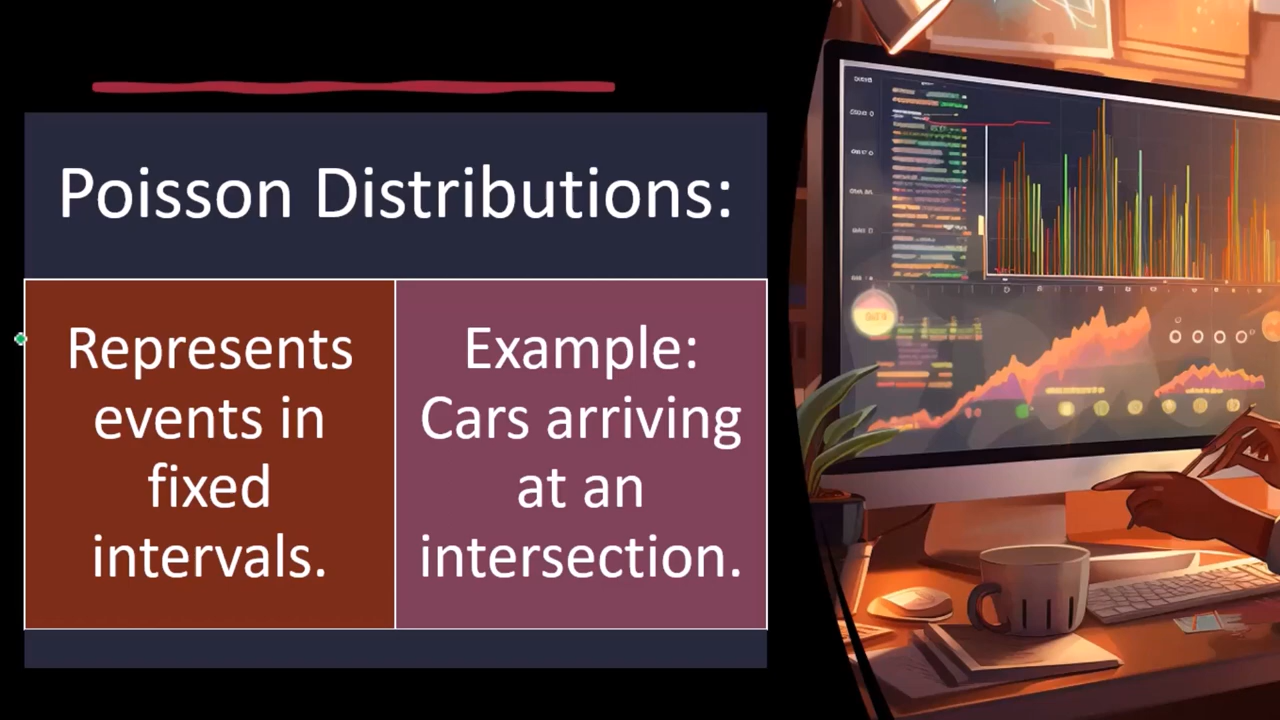 Poisson Distributions:
Represents
events in
fixed
intervals.
Example:
Cars arriving
at an
intersection.